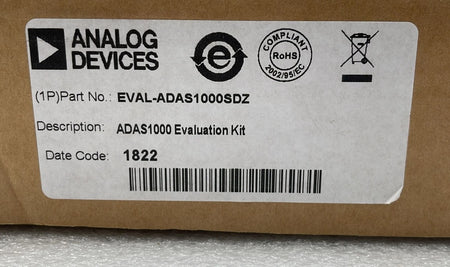 ANALOG
DEVICES
e
COMPLIANT
RoHS
2002/95/EC
(1P)Part No.: EVAL-ADAS1000SDZ
Description: ADAS1000 Evaluation Kit
Date Code: 1822